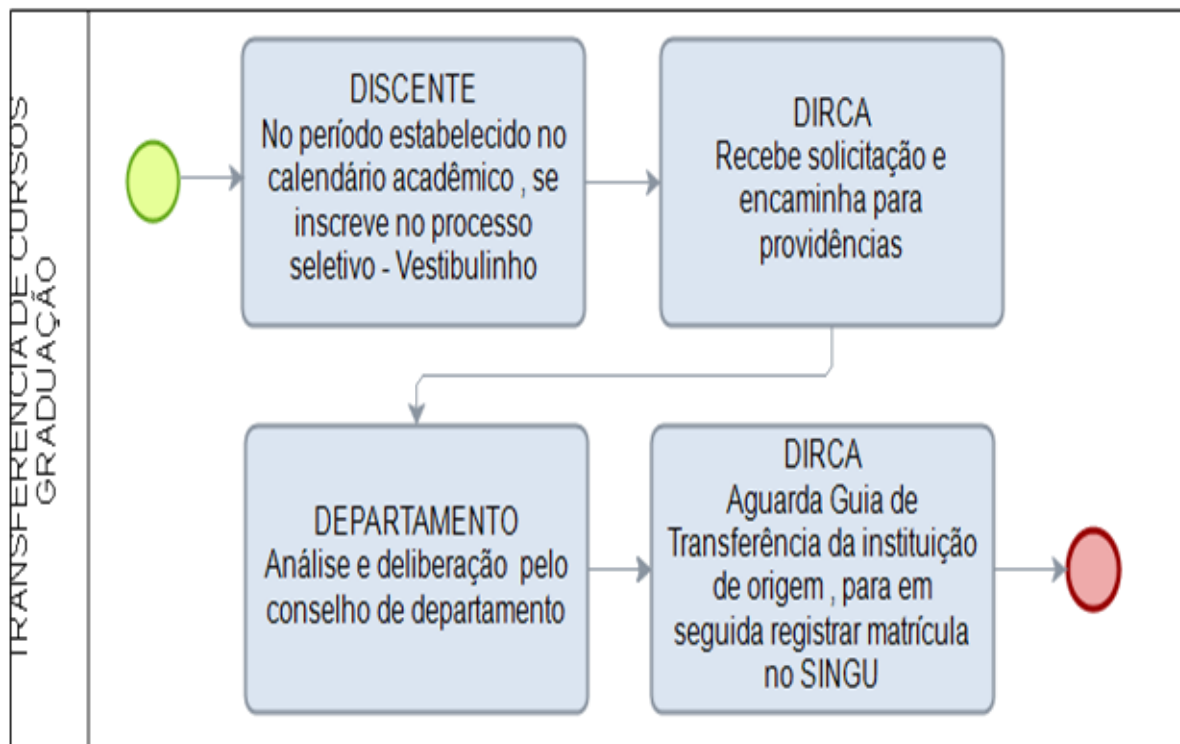 TRANSFERENCIA DE CURSOS
GRADUAÇÃO
DISCENTE
No período estabelecido no
calendário acadêmico , se
inscreve no processo
seletivo - Vestibulinho
DIRCA
Recebe solicitação e
encaminha para
providências
DEPARTAMENTO
Análise e deliberação pelo
conselho de departamento
DIRCA
Aguarda Guia de
Transferência da instituição
de origem , para em
seguida registrar matrícula
no SINGU